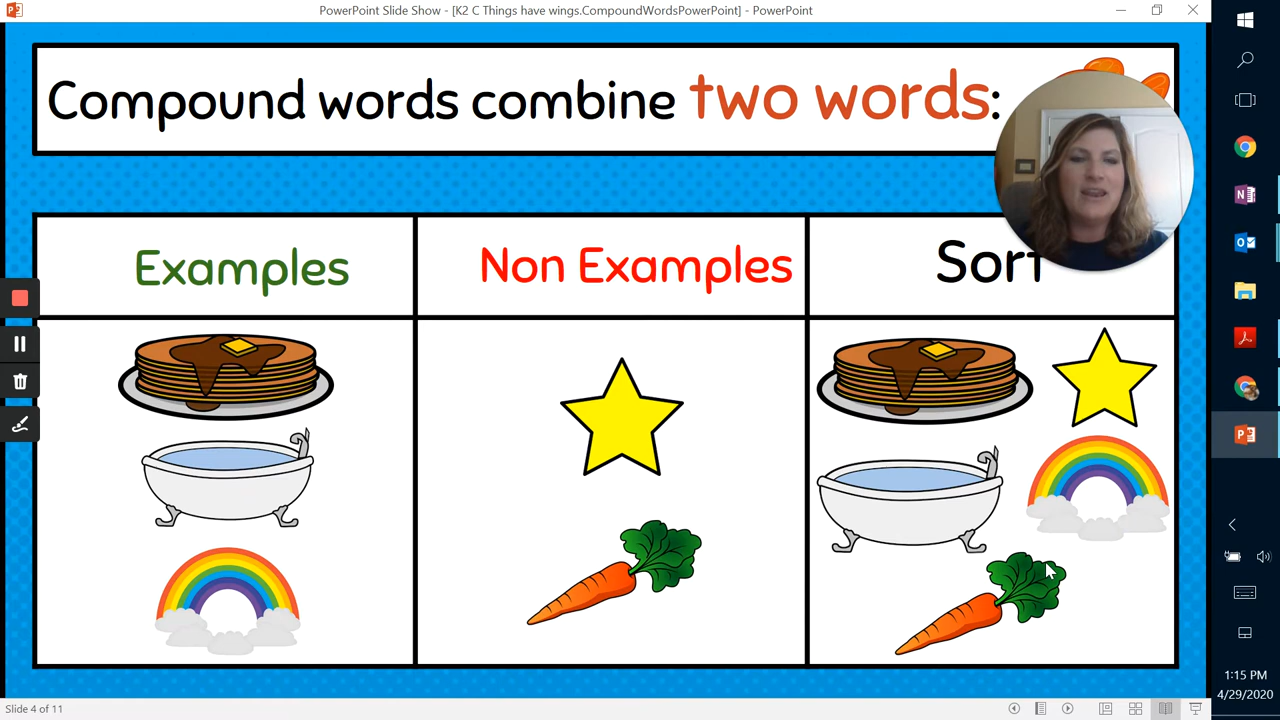 PowerPoint Slide Show - [K2 C Things have wings.CompoundWordsPowerPoint] - PowerPoint
Compound words combine two words:
Examples
Non Examples
Sort
1:15 PM
4/29/2020
Slide 4 of 11